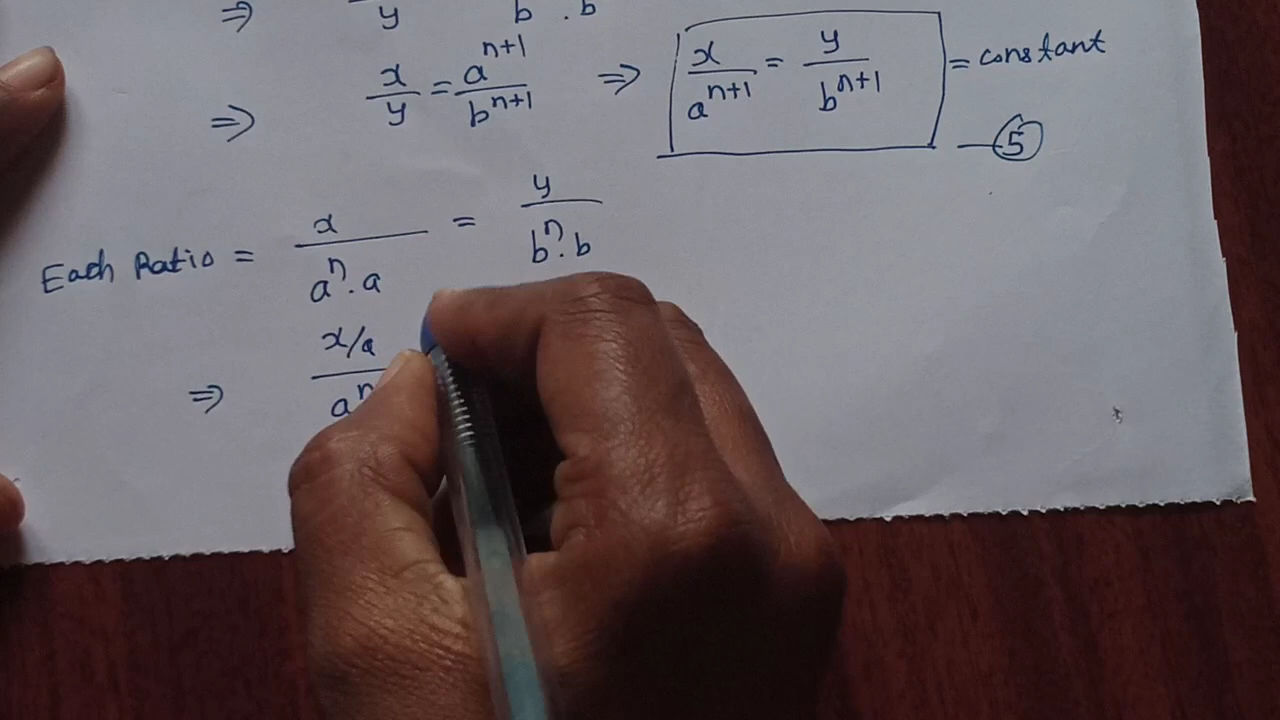 ⇒ y b . b
⇒ x/y = a^{n+1}/b^{n+1} ⇒ x/a^{n+1} = y/b^{n+1} = constant
— ⑤
Each Ratio = x/(a^n . a) = y/(b^n . b)
⇒ (x/a)/a^n